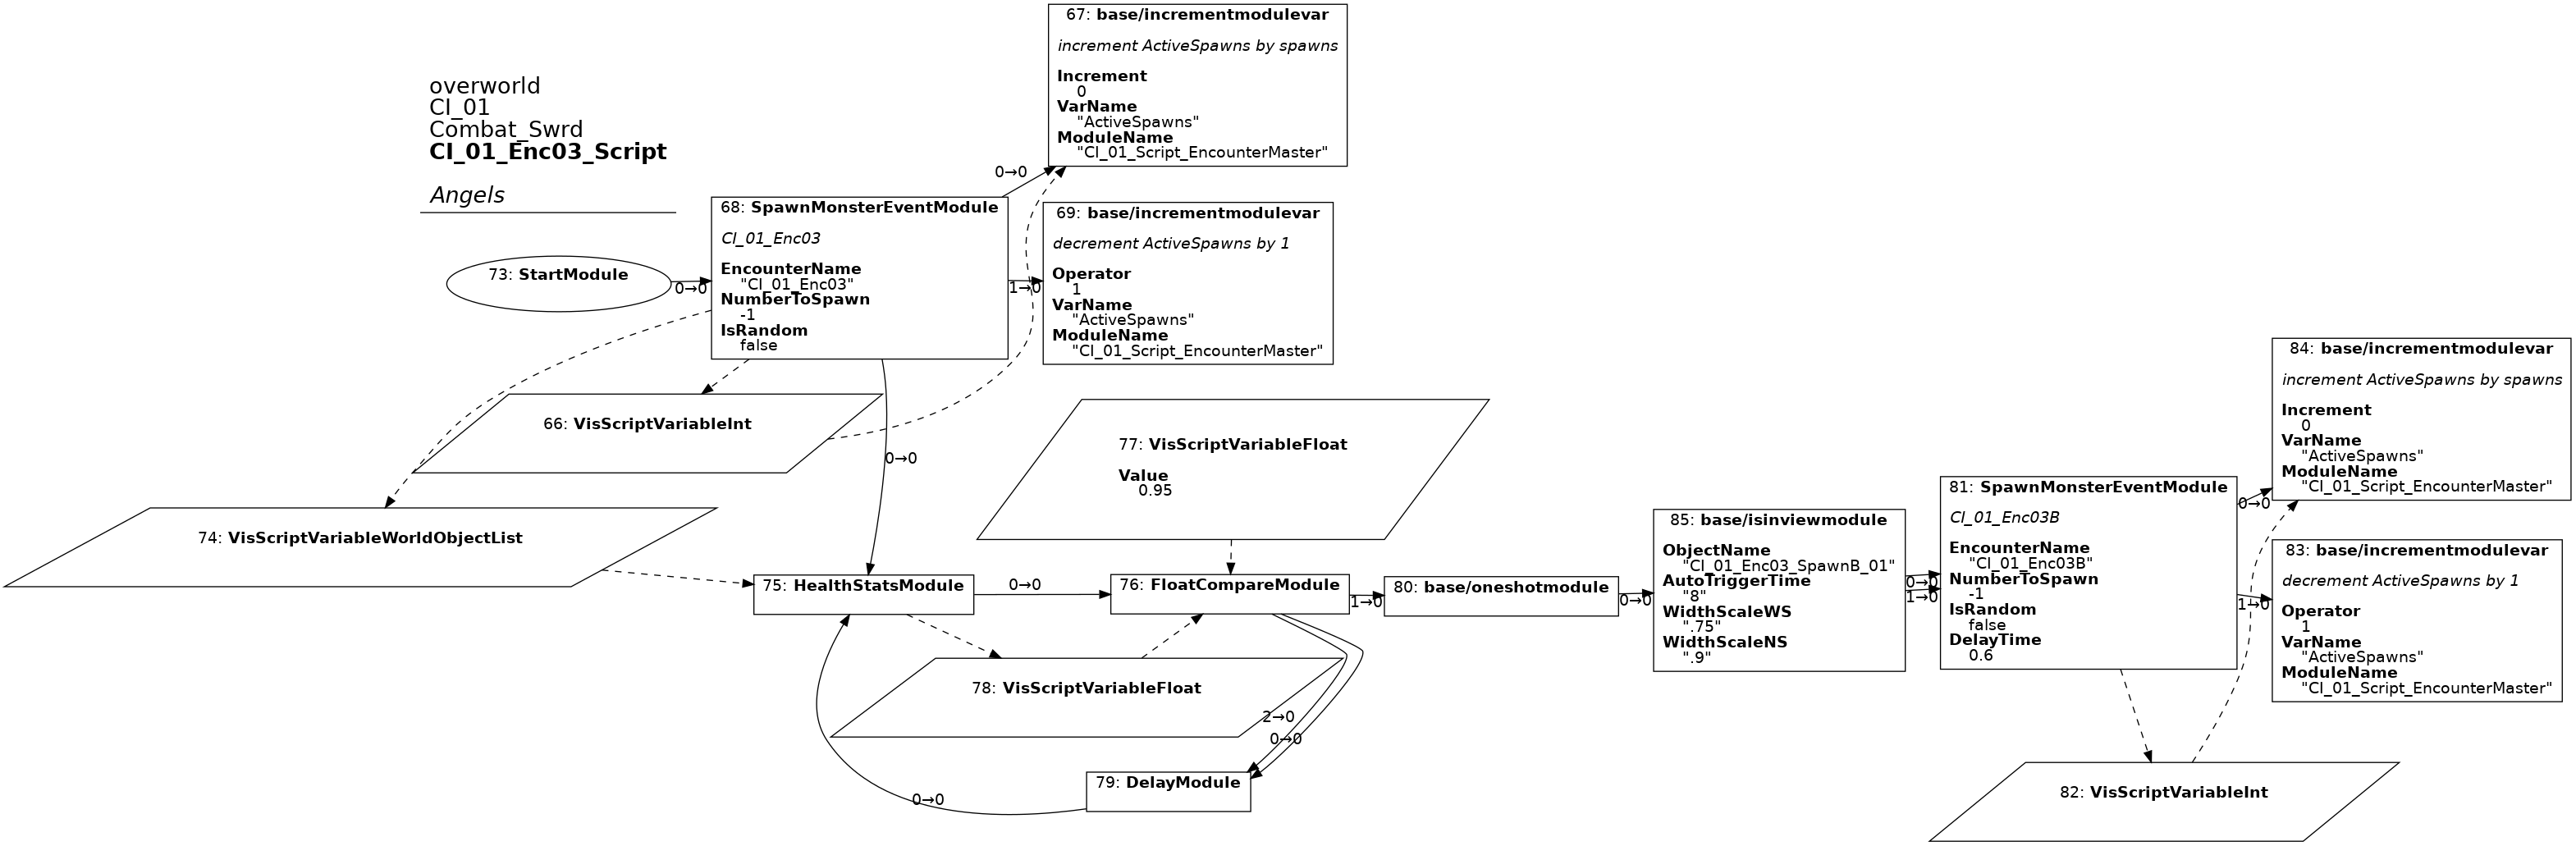 overworld
CI_01
Combat_Swrd
CI_01_Enc03_Script
Angels
67: base/incrementmodulevar
increment ActiveSpawns by spawns
Increment
0
VarName
"ActiveSpawns"
ModuleName
"CI_01_Script_EncounterMaster"
68: SpawnMonsterEventModule
CI_01_Enc03
EncounterName
"CI_01_Enc03"
NumberToSpawn
-1
IsRandom
false
69: base/incrementmodulevar
decrement ActiveSpawns by 1
Operator
1
VarName
"ActiveSpawns"
ModuleName
"CI_01_Script_EncounterMaster"
73: StartModule
0→0
0→0
1→0
66: VisScriptVariableInt
0→0
74: VisScriptVariableWorldObjectList
77: VisScriptVariableFloat
Value
0.95
75: HealthStatsModule
0→0
76: FloatCompareModule
1→0
80: base/oneshotmodule
0→0
78: VisScriptVariableFloat
2→0
0→0
79: DelayModule
0→0
85: base/isinviewmodule
ObjectName
"CI_01_Enc03_SpawnB_01"
AutoTriggerTime
"8"
WidthScaleWS
".75"
WidthScaleNS
".9"
0→0
1→0
81: SpawnMonsterEventModule
CI_01_Enc03B
EncounterName
"CI_01_Enc03B"
NumberToSpawn
-1
IsRandom
false
DelayTime
0.6
0→0
1→0
84: base/incrementmodulevar
increment ActiveSpawns by spawns
Increment
0
VarName
"ActiveSpawns"
ModuleName
"CI_01_Script_EncounterMaster"
83: base/incrementmodulevar
decrement ActiveSpawns by 1
Operator
1
VarName
"ActiveSpawns"
ModuleName
"CI_01_Script_EncounterMaster"
82: VisScriptVariableInt